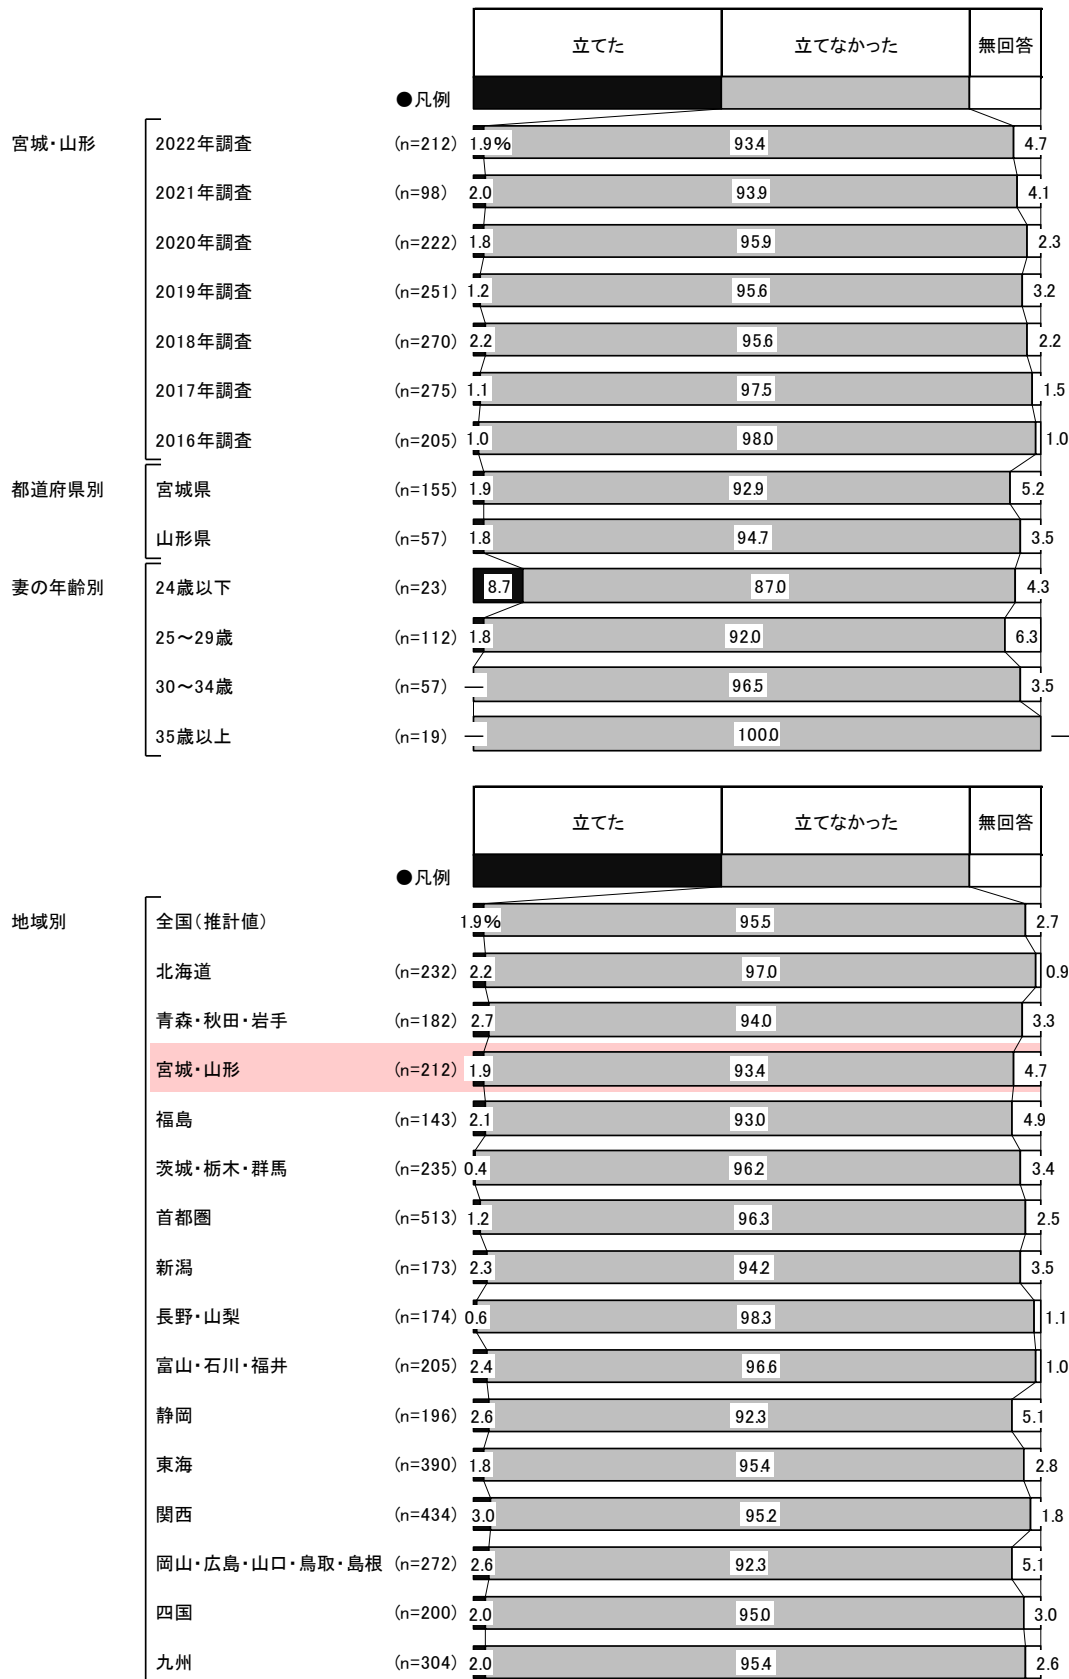 立てた 立てなかった 無回答
●凡例
宮城・山形 2022年調査 (n=212) 1.9% 93.4 4.7
2021年調査 (n=98) 2.0 93.9 4.1
2020年調査 (n=222) 1.8 95.9 2.3
2019年調査 (n=251) 1.2 95.6 3.2
2018年調査 (n=270) 2.2 95.6 2.2
2017年調査 (n=275) 1.1 97.5 1.5
2016年調査 (n=205) 1.0 98.0 1.0
都道府県別 宮城県 (n=155) 1.9 92.9 5.2
山形県 (n=57) 1.8 94.7 3.5
妻の年齢別 24歳以下 (n=23) 8.7 87.0 4.3
25～29歳 (n=112) 1.8 92.0 6.3
30～34歳 (n=57) — 96.5 3.5
35歳以上 (n=19) — 100.0 —
立てた 立てなかった 無回答
●凡例
地域別 全国（推計値） 1.9% 95.5 2.7
北海道 (n=232) 2.2 97.0 0.9
青森・秋田・岩手 (n=182) 2.7 94.0 3.3
宮城・山形 (n=212) 1.9 93.4 4.7
福島 (n=143) 2.1 93.0 4.9
茨城・栃木・群馬 (n=235) 0.4 96.2 3.4
首都圏 (n=513) 1.2 96.3 2.5
新潟 (n=173) 2.3 94.2 3.5
長野・山梨 (n=174) 0.6 98.3 1.1
富山・石川・福井 (n=205) 2.4 96.6 1.0
静岡 (n=196) 2.6 92.3 5.1
東海 (n=390) 1.8 95.4 2.8
関西 (n=434) 3.0 95.2 1.8
岡山・広島・山口・鳥取・島根 (n=272) 2.6 92.3 5.1
四国 (n=200) 2.0 95.0 3.0
九州 (n=304) 2.0 95.4 2.6